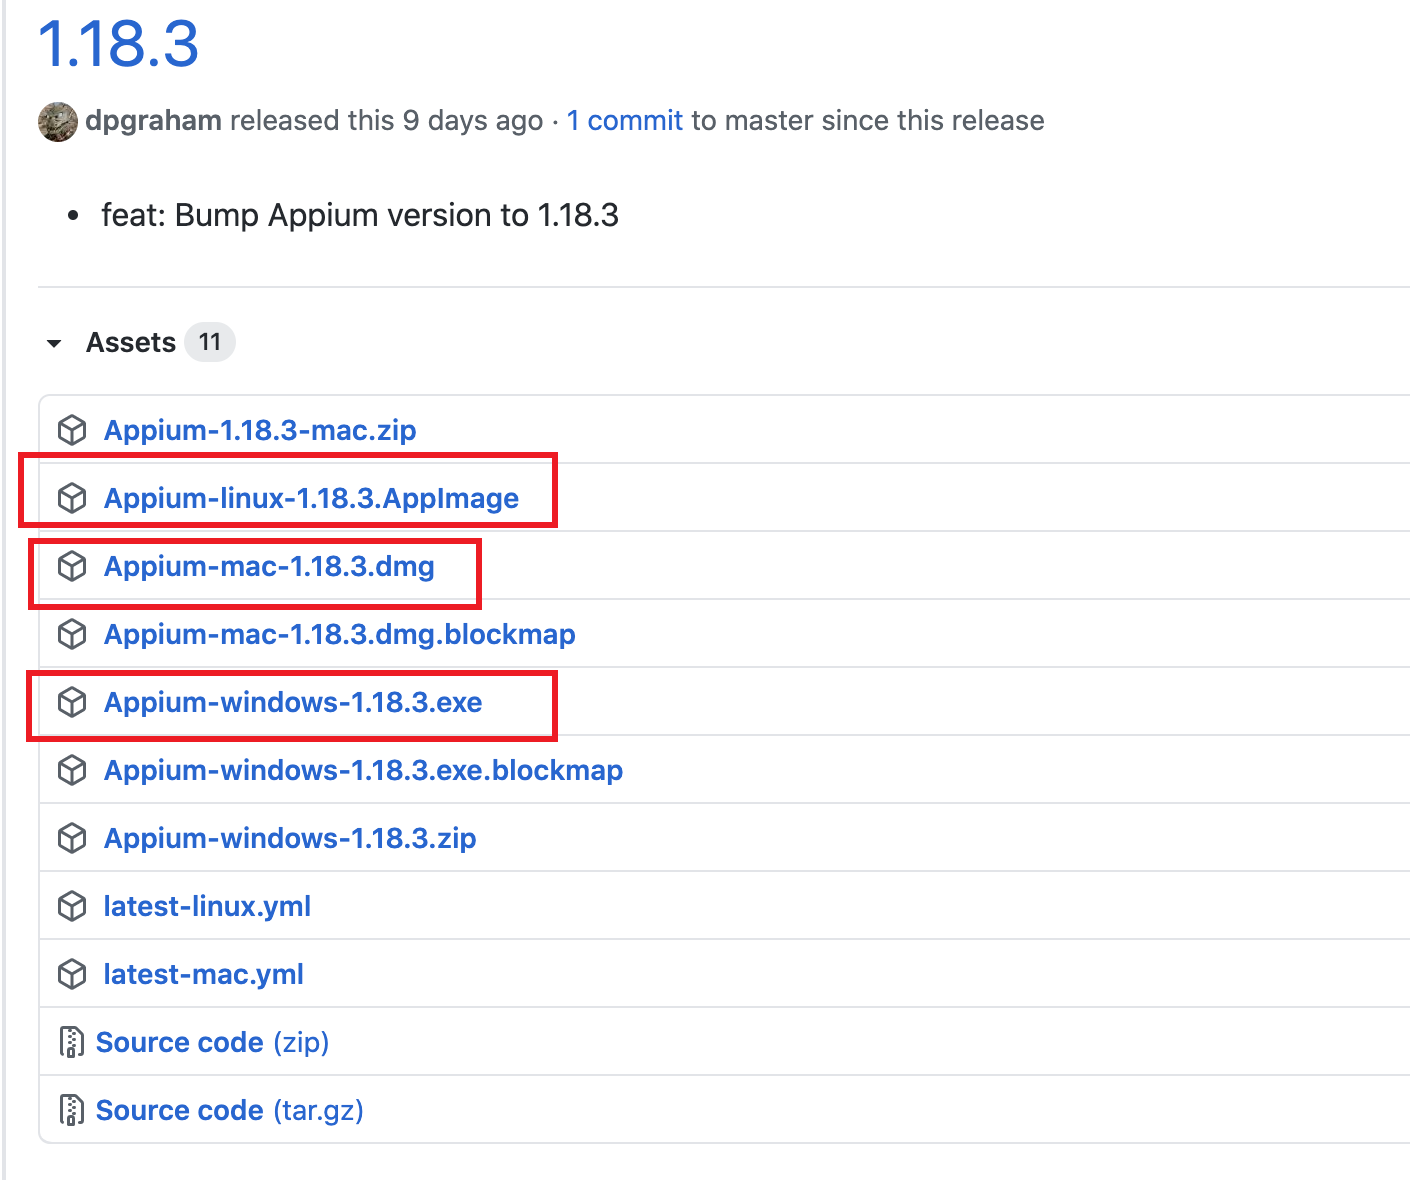 1.18.3
dpgraham released this 9 days ago · 1 commit to master since this release
• feat: Bump Appium version to 1.18.3
Assets 11
Appium-1.18.3-mac.zip
Appium-linux-1.18.3.AppImage
Appium-mac-1.18.3.dmg
Appium-mac-1.18.3.dmg.blockmap
Appium-windows-1.18.3.exe
Appium-windows-1.18.3.exe.blockmap
Appium-windows-1.18.3.zip
latest-linux.yml
latest-mac.yml
Source code (zip)
Source code (tar.gz)